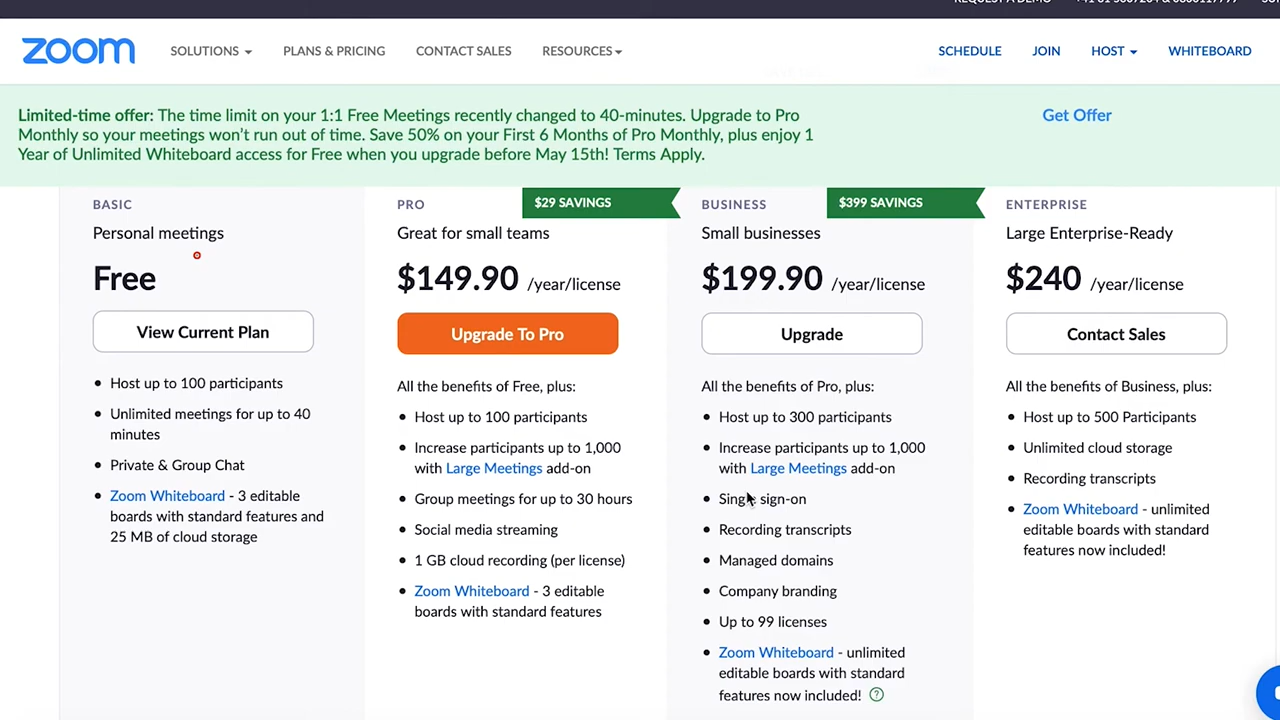 zoom
SOLUTIONS
PLANS & PRICING
CONTACT SALES
RESOURCES
SCHEDULE
JOIN
HOST
WHITEBOARD
Limited-time offer: The time limit on your 1:1 Free Meetings recently changed to 40-minutes. Upgrade to Pro
Monthly so your meetings won't run out of time. Save 50% on your First 6 Months of Pro Monthly, plus enjoy 1
Year of Unlimited Whiteboard access for Free when you upgrade before May 15th! Terms Apply.
Get Offer
BASIC
Personal meetings
Free
View Current Plan
• Host up to 100 participants
• Unlimited meetings for up to 40
minutes
• Private & Group Chat
• Zoom Whiteboard - 3 editable
boards with standard features and
25 MB of cloud storage
PRO
$29 SAVINGS
Great for small teams
$149.90 /year/license
Upgrade To Pro
All the benefits of Free, plus:
• Host up to 100 participants
• Increase participants up to 1,000
with Large Meetings add-on
• Group meetings for up to 30 hours
• Social media streaming
• 1 GB cloud recording (per license)
• Zoom Whiteboard - 3 editable
boards with standard features
BUSINESS
$399 SAVINGS
Small businesses
$199.90 /year/license
Upgrade
All the benefits of Pro, plus:
• Host up to 300 participants
• Increase participants up to 1,000
with Large Meetings add-on
• Single sign-on
• Recording transcripts
• Managed domains
• Company branding
• Up to 99 licenses
• Zoom Whiteboard - unlimited
editable boards with standard
features now included!
ENTERPRISE
Large Enterprise-Ready
$240 /year/license
Contact Sales
All the benefits of Business, plus:
• Host up to 500 Participants
• Unlimited cloud storage
• Recording transcripts
• Zoom Whiteboard - unlimited
editable boards with standard
features now included!